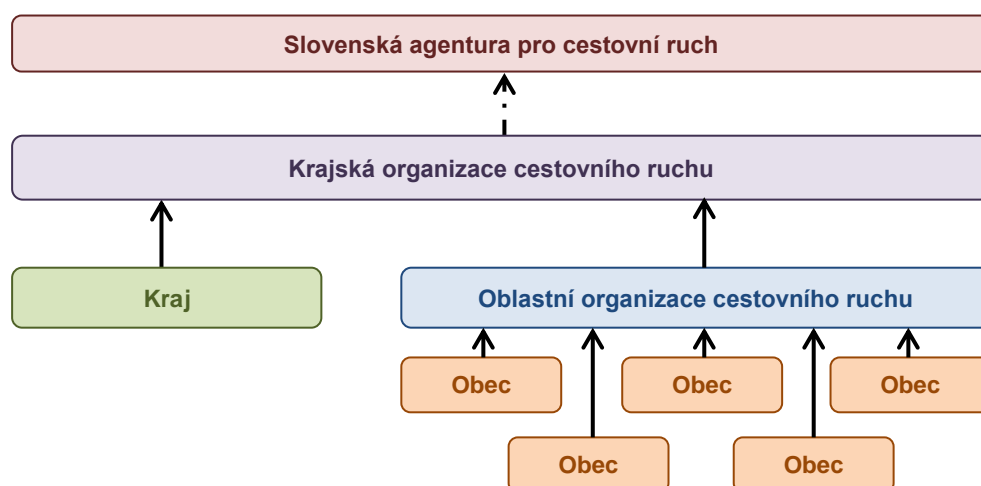 Slovenská agentura pro cestovní ruch
Krajská organizace cestovního ruchu
Kraj
Oblastní organizace cestovního ruchu
Obec
Obec
Obec
Obec
Obec